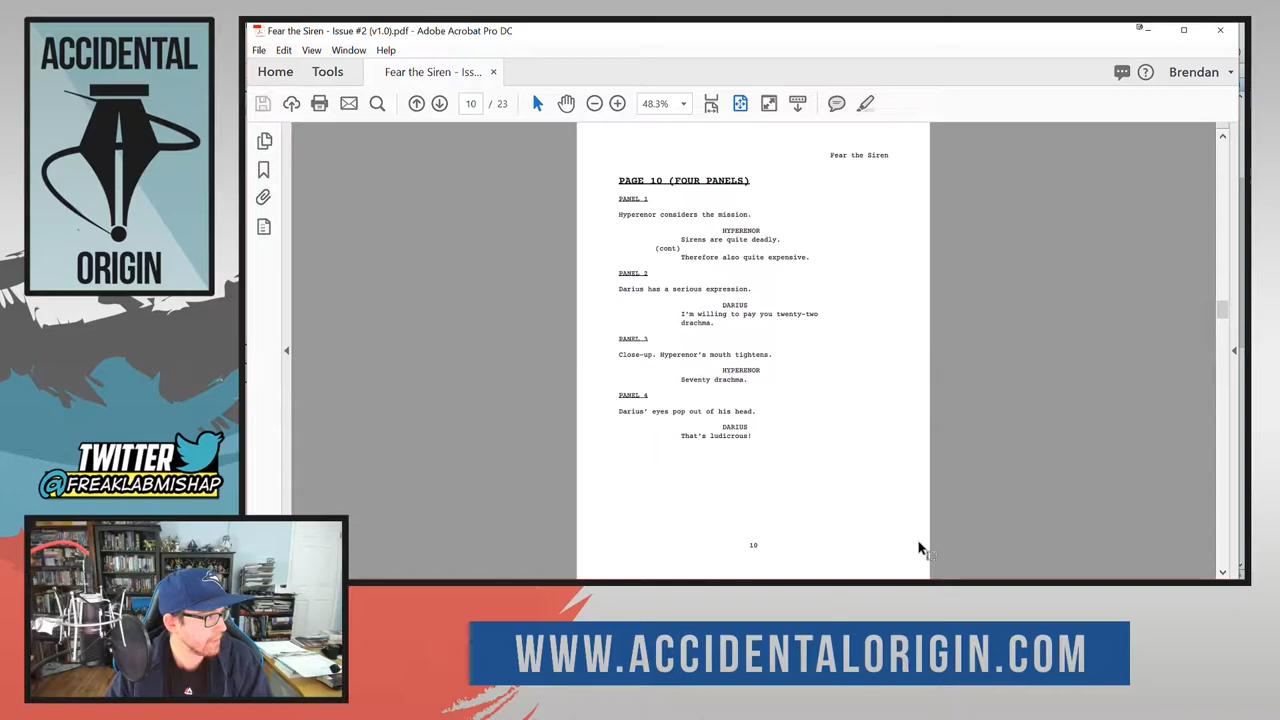 ACCIDENTAL
ORIGIN
Fear the Siren - Issue #2 (v1.0).pdf - Adobe Acrobat Pro DC
File Edit View Window Help
Home Tools Fear the Siren - Iss... × Brendan
10 / 23 48.3%
Fear the Siren
PAGE 10 (FOUR PANELS)
PANEL 1
Hyperenor considers the mission.
HYPERENOR
Sirens are quite deadly.
(cont)
Therefore also quite expensive.
PANEL 2
Darius has a serious expression.
DARIUS
I'm willing to pay you twenty-two
drachma.
PANEL 3
Close-up. Hyperenor's mouth tightens.
HYPERENOR
Seventy drachma.
PANEL 4
Darius' eyes pop out of his head.
DARIUS
That's ludicrous!
10
TWITTER
@FREAKLABMISHAP
WWW.ACCIDENTALORIGIN.COM